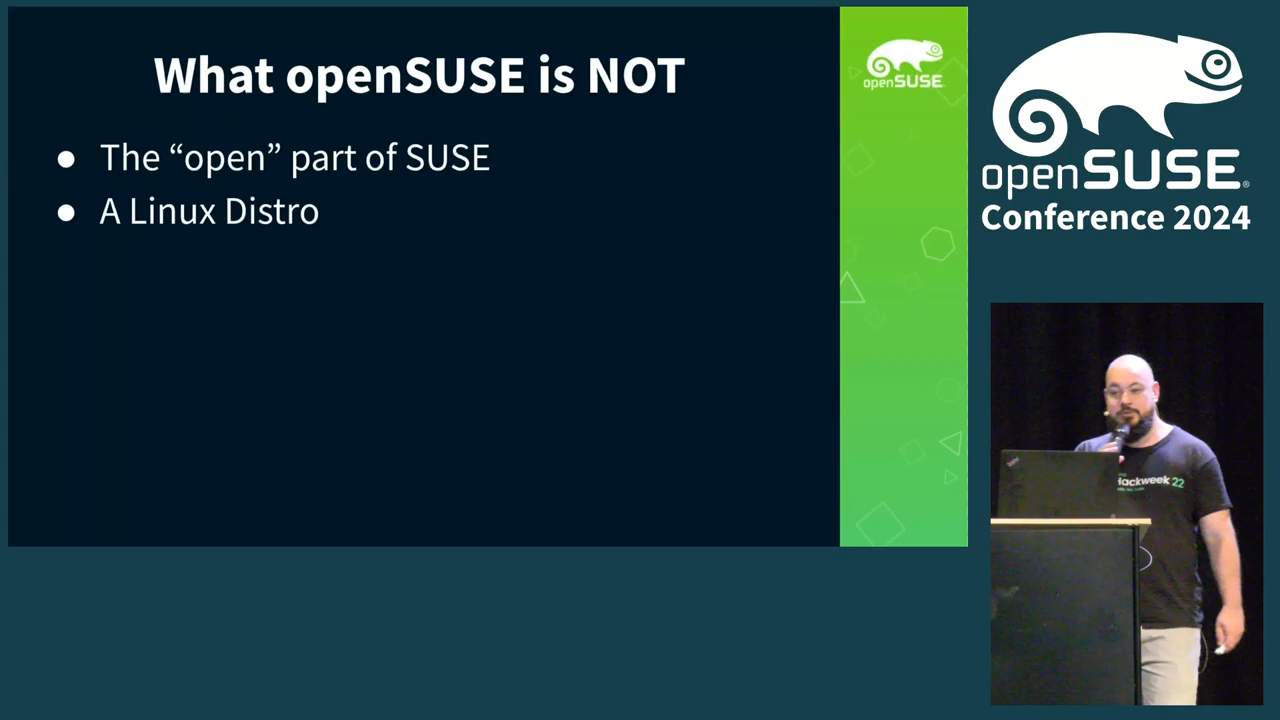 What openSUSE is NOT
● The “open” part of SUSE
● A Linux Distro
openSUSE
openSUSE®
Conference 2024
Hackweek 22